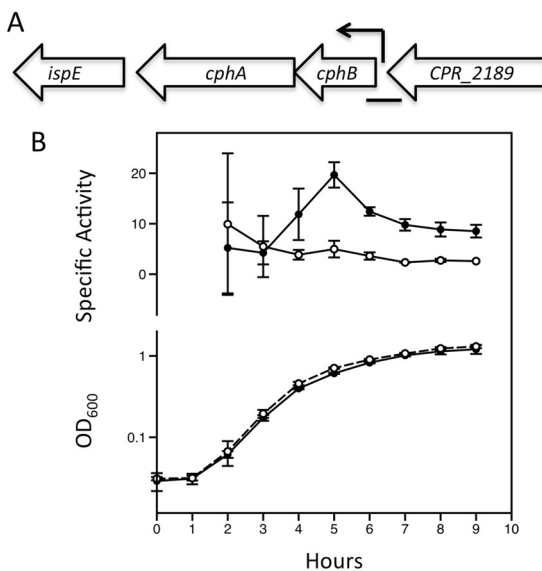 A
ispE
cphA
cphB
CPR_2189
B
Specific Activity
20
10
0
OD600
1
0.1
0 1 2 3 4 5 6 7 8 9 10
Hours